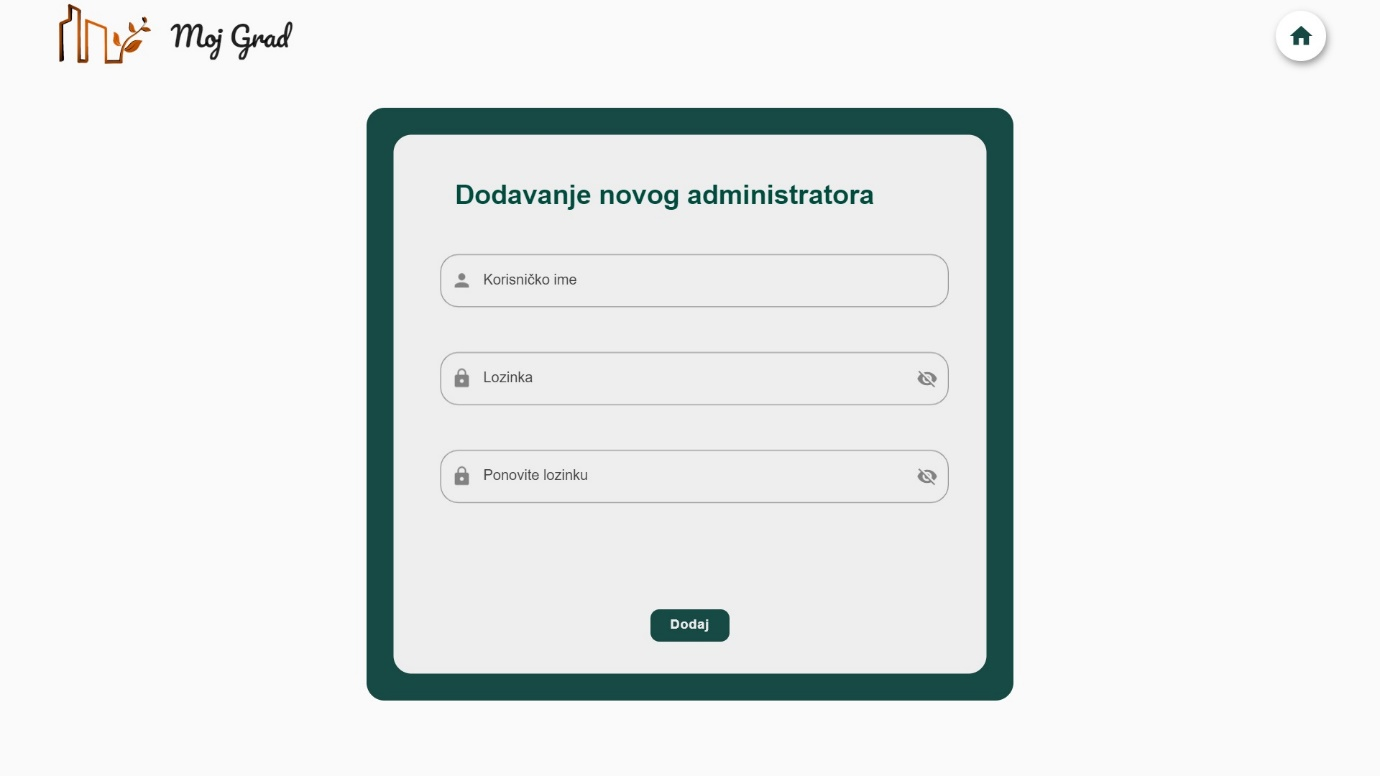 Moj Grad
Dodavanje novog administratora
Korisničko ime
Lozinka
Ponovite lozinku
Dodaj